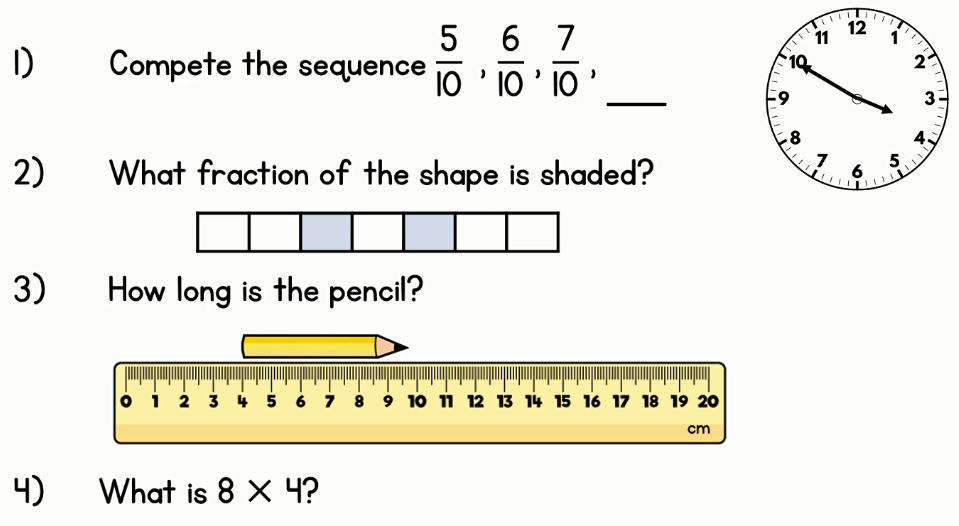 1) Compete the sequence 5/10 , 6/10 , 7/10 , ___
12
11 1
10 2
9 3
8 4
7 5
6
2) What fraction of the shape is shaded?
3) How long is the pencil?
0 1 2 3 4 5 6 7 8 9 10 11 12 13 14 15 16 17 18 19 20
cm
4) What is 8 × 4?